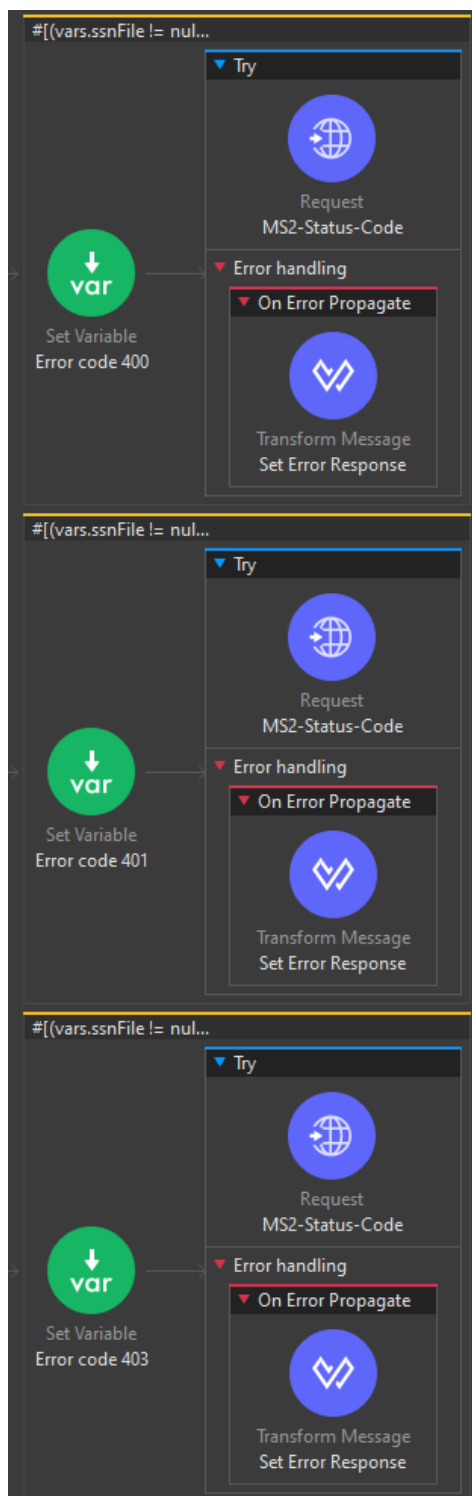 #[(vars.ssnFile != nul...
Try
Request
MS2-Status-Code
Error handling
On Error Propagate
var
Set Variable
Error code 400
Transform Message
Set Error Response
#[(vars.ssnFile != nul...
Try
Request
MS2-Status-Code
Error handling
On Error Propagate
var
Set Variable
Error code 401
Transform Message
Set Error Response
#[(vars.ssnFile != nul...
Try
Request
MS2-Status-Code
Error handling
On Error Propagate
var
Set Variable
Error code 403
Transform Message
Set Error Response